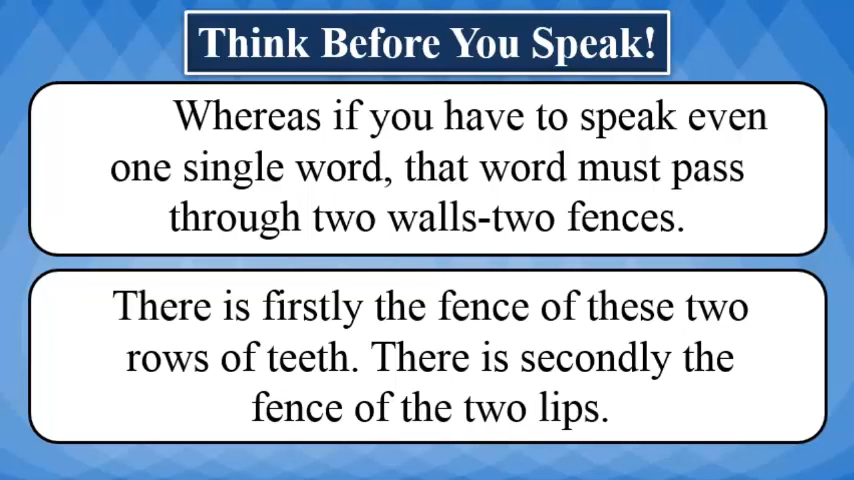 Think Before You Speak!
Whereas if you have to speak even
one single word, that word must pass
through two walls-two fences.
There is firstly the fence of these two
rows of teeth. There is secondly the
fence of the two lips.